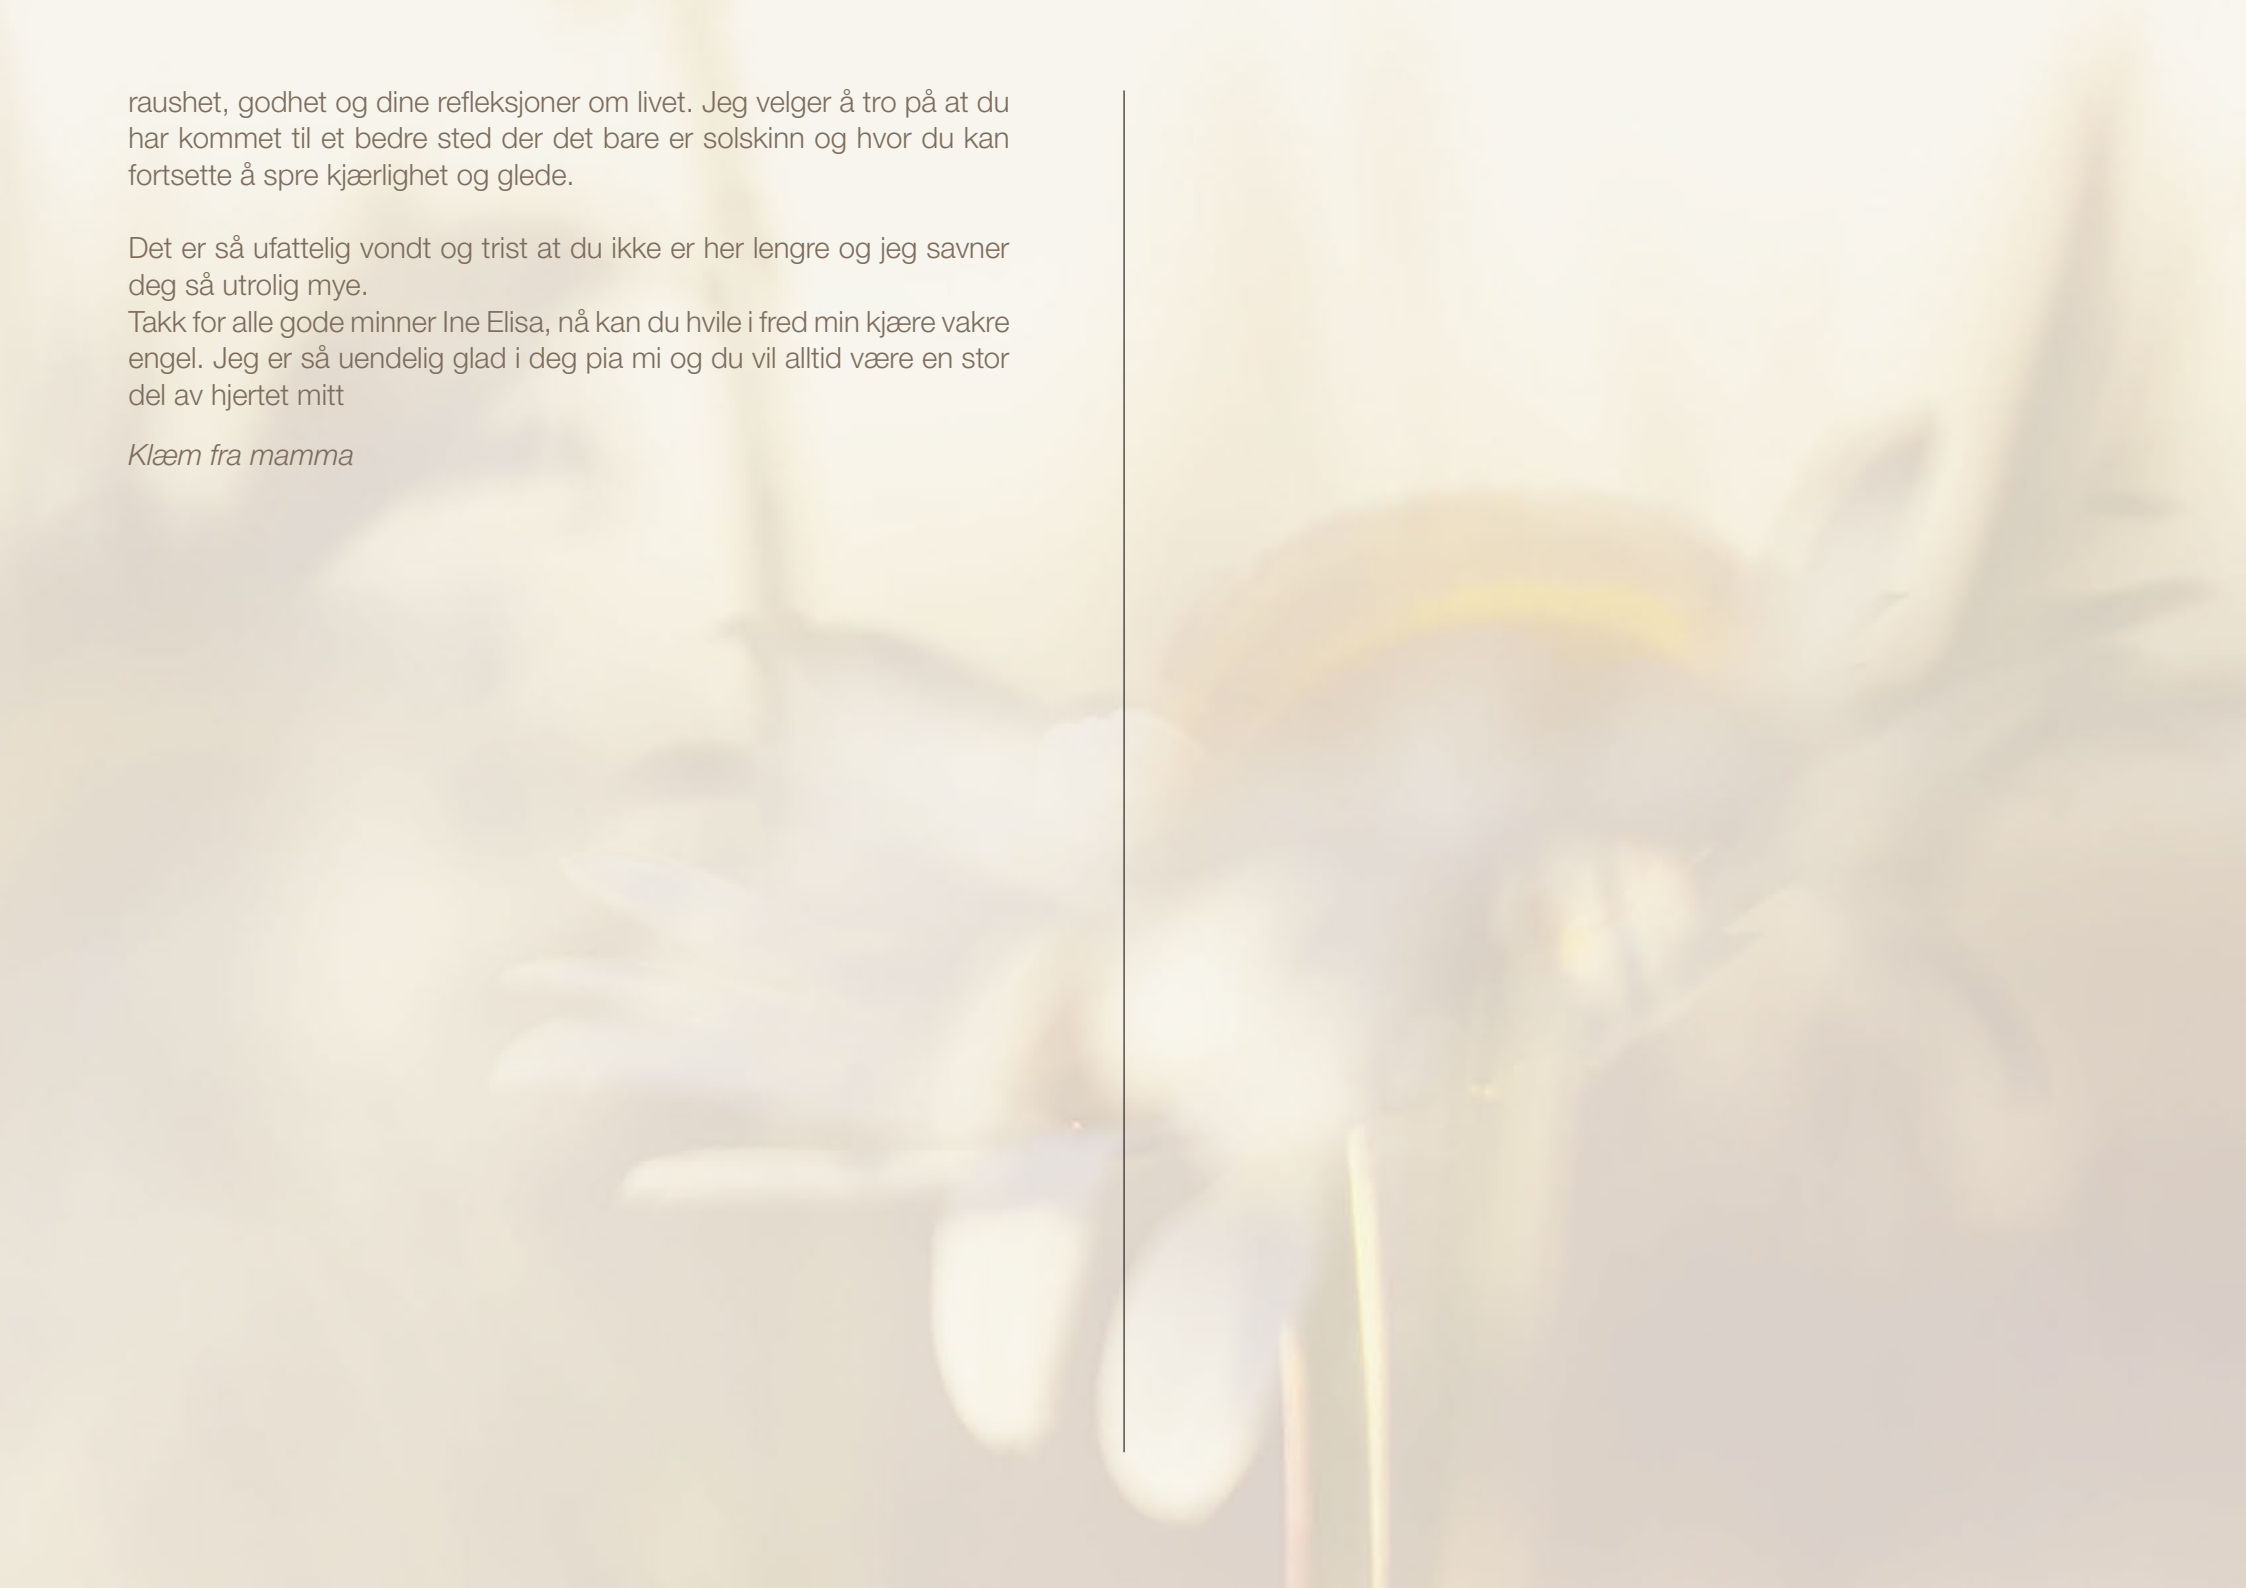 raushet, godhet og dine refleksjoner om livet. Jeg velger å tro på at du
har kommet til et bedre sted der det bare er solskinn og hvor du kan
fortsette å spre kjærlighet og glede.
Det er så ufattelig vondt og trist at du ikke er her lengre og jeg savner
deg så utrolig mye.
Takk for alle gode minner Ine Elisa, nå kan du hvile i fred min kjære vakre
engel. Jeg er så uendelig glad i deg pia mi og du vil alltid være en stor
del av hjertet mitt
Klæm fra mamma